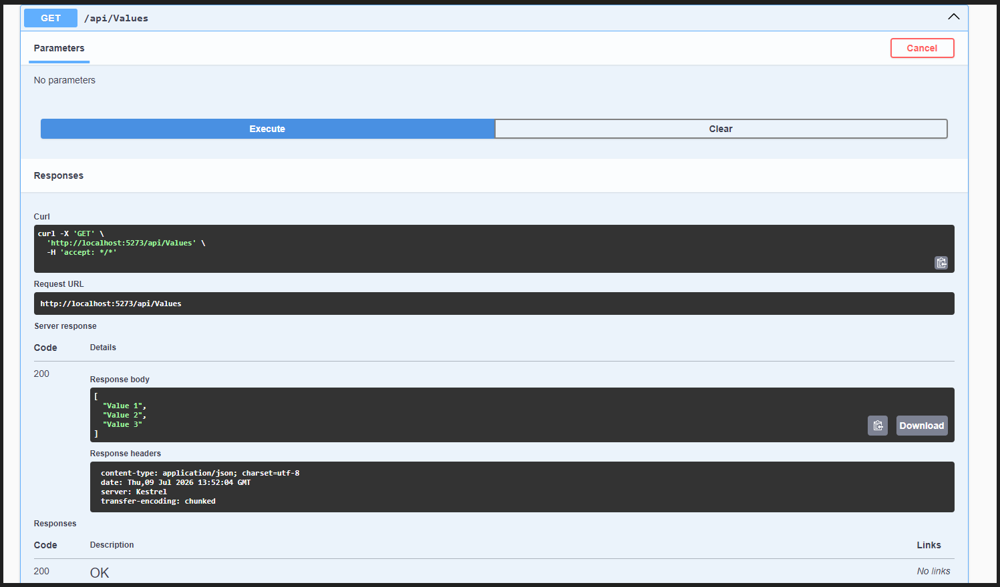 GET /api/Values
Parameters Cancel
No parameters
Execute Clear
Responses
Curl
curl -X 'GET' \
  'http://localhost:5273/api/Values' \
  -H 'accept: */*'
Request URL
http://localhost:5273/api/Values
Server response
Code Details
200
Response body
[
  "Value 1",
  "Value 2",
  "Value 3"
]
Download
Response headers
content-type: application/json; charset=utf-8
date: Thu,09 Jul 2026 13:52:04 GMT
server: Kestrel
transfer-encoding: chunked
Responses
Code Description Links
200 OK No links